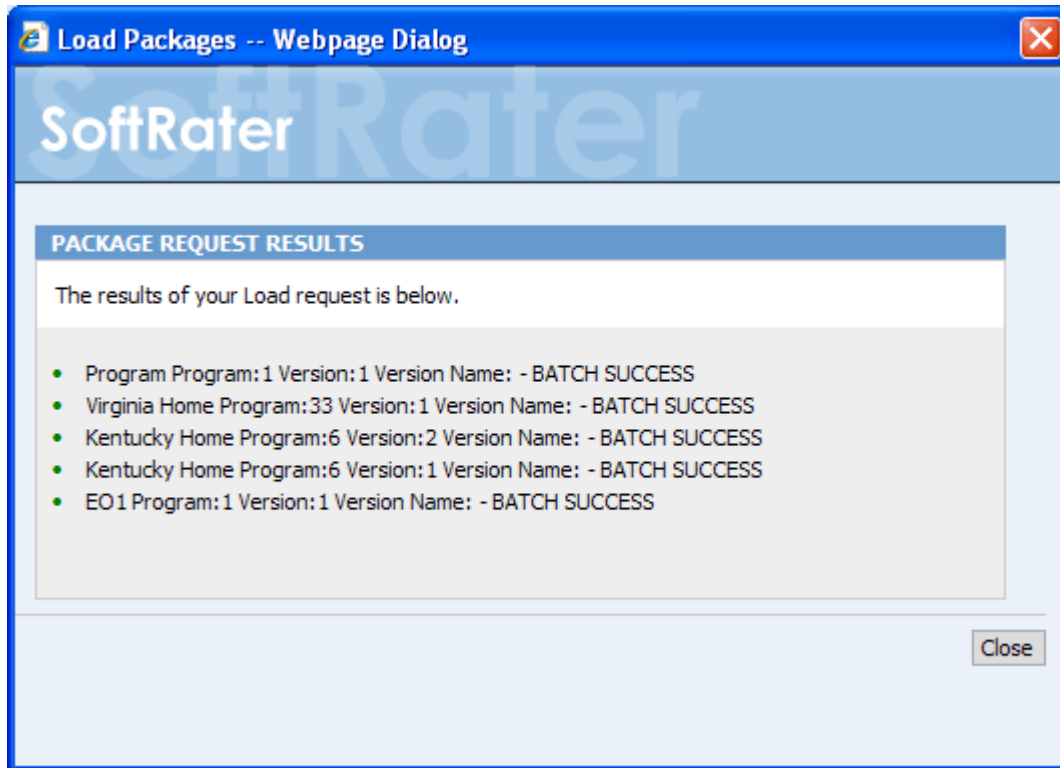 Load Packages -- Webpage Dialog
SoftRater
SoftRater
PACKAGE REQUEST RESULTS
The results of your Load request is below.
• Program Program:1 Version:1 Version Name: - BATCH SUCCESS
• Virginia Home Program:33 Version:1 Version Name: - BATCH SUCCESS
• Kentucky Home Program:6 Version:2 Version Name: - BATCH SUCCESS
• Kentucky Home Program:6 Version:1 Version Name: - BATCH SUCCESS
• EO1 Program:1 Version:1 Version Name: - BATCH SUCCESS
Close